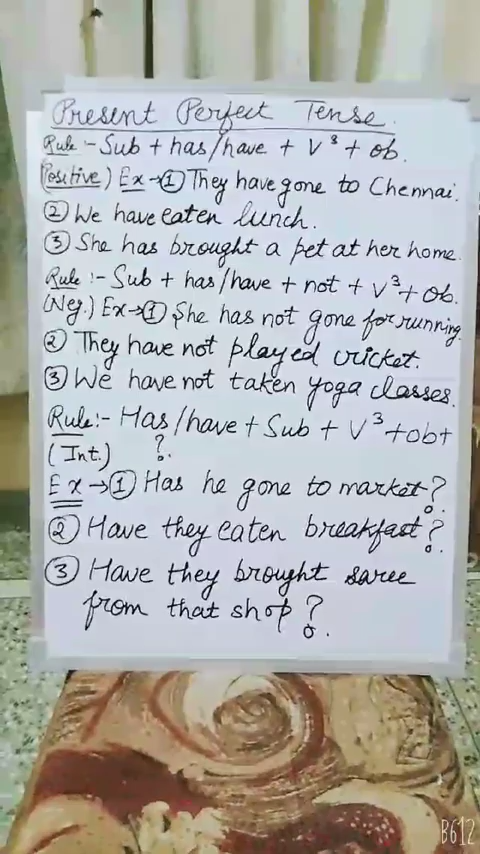 Present Perfect Tense.
Rule:- Sub + has/have + V³ + ob.
(Positive) Ex→① They have gone to Chennai.
② We have eaten lunch.
③ She has brought a pet at her home.
Rule:- Sub + has/have + not + V³ + ob.
(Neg.) Ex→① She has not gone for running.
② They have not played cricket.
③ We have not taken yoga classes.
Rule:- Has/have + Sub + V³ + ob +
(Int.) ?
Ex→① Has he gone to market?
② Have they eaten breakfast?
③ Have they brought saree
from that shop?
B612